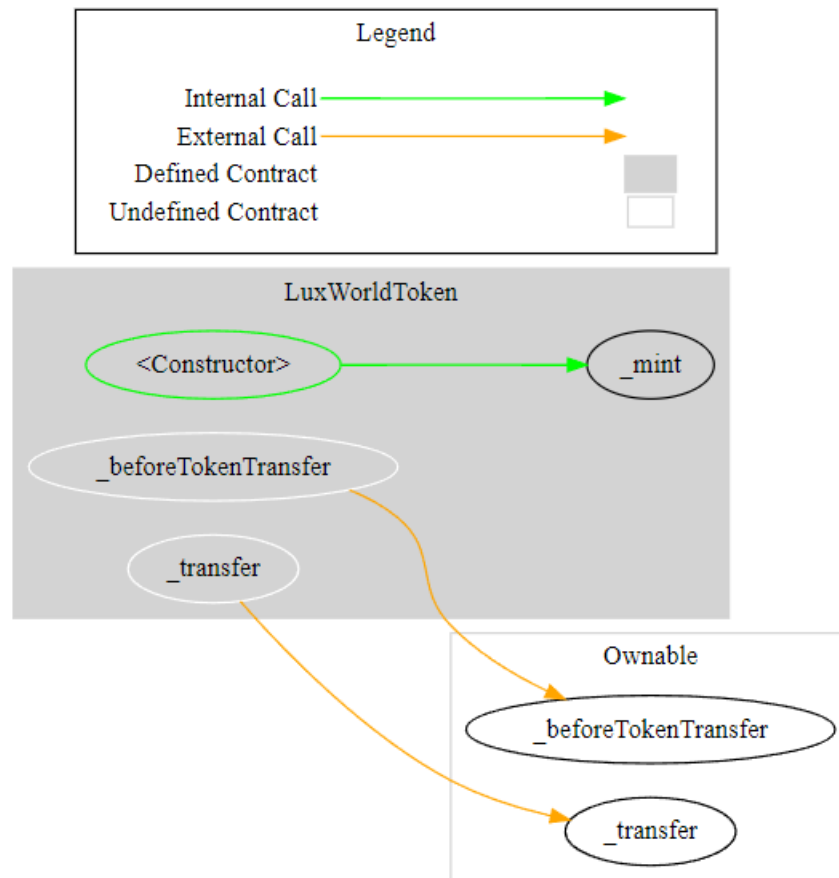 Legend
Internal Call
External Call
Defined Contract
Undefined Contract
LuxWorldToken
<Constructor>
_mint
_beforeTokenTransfer
_transfer
Ownable
_beforeTokenTransfer
_transfer